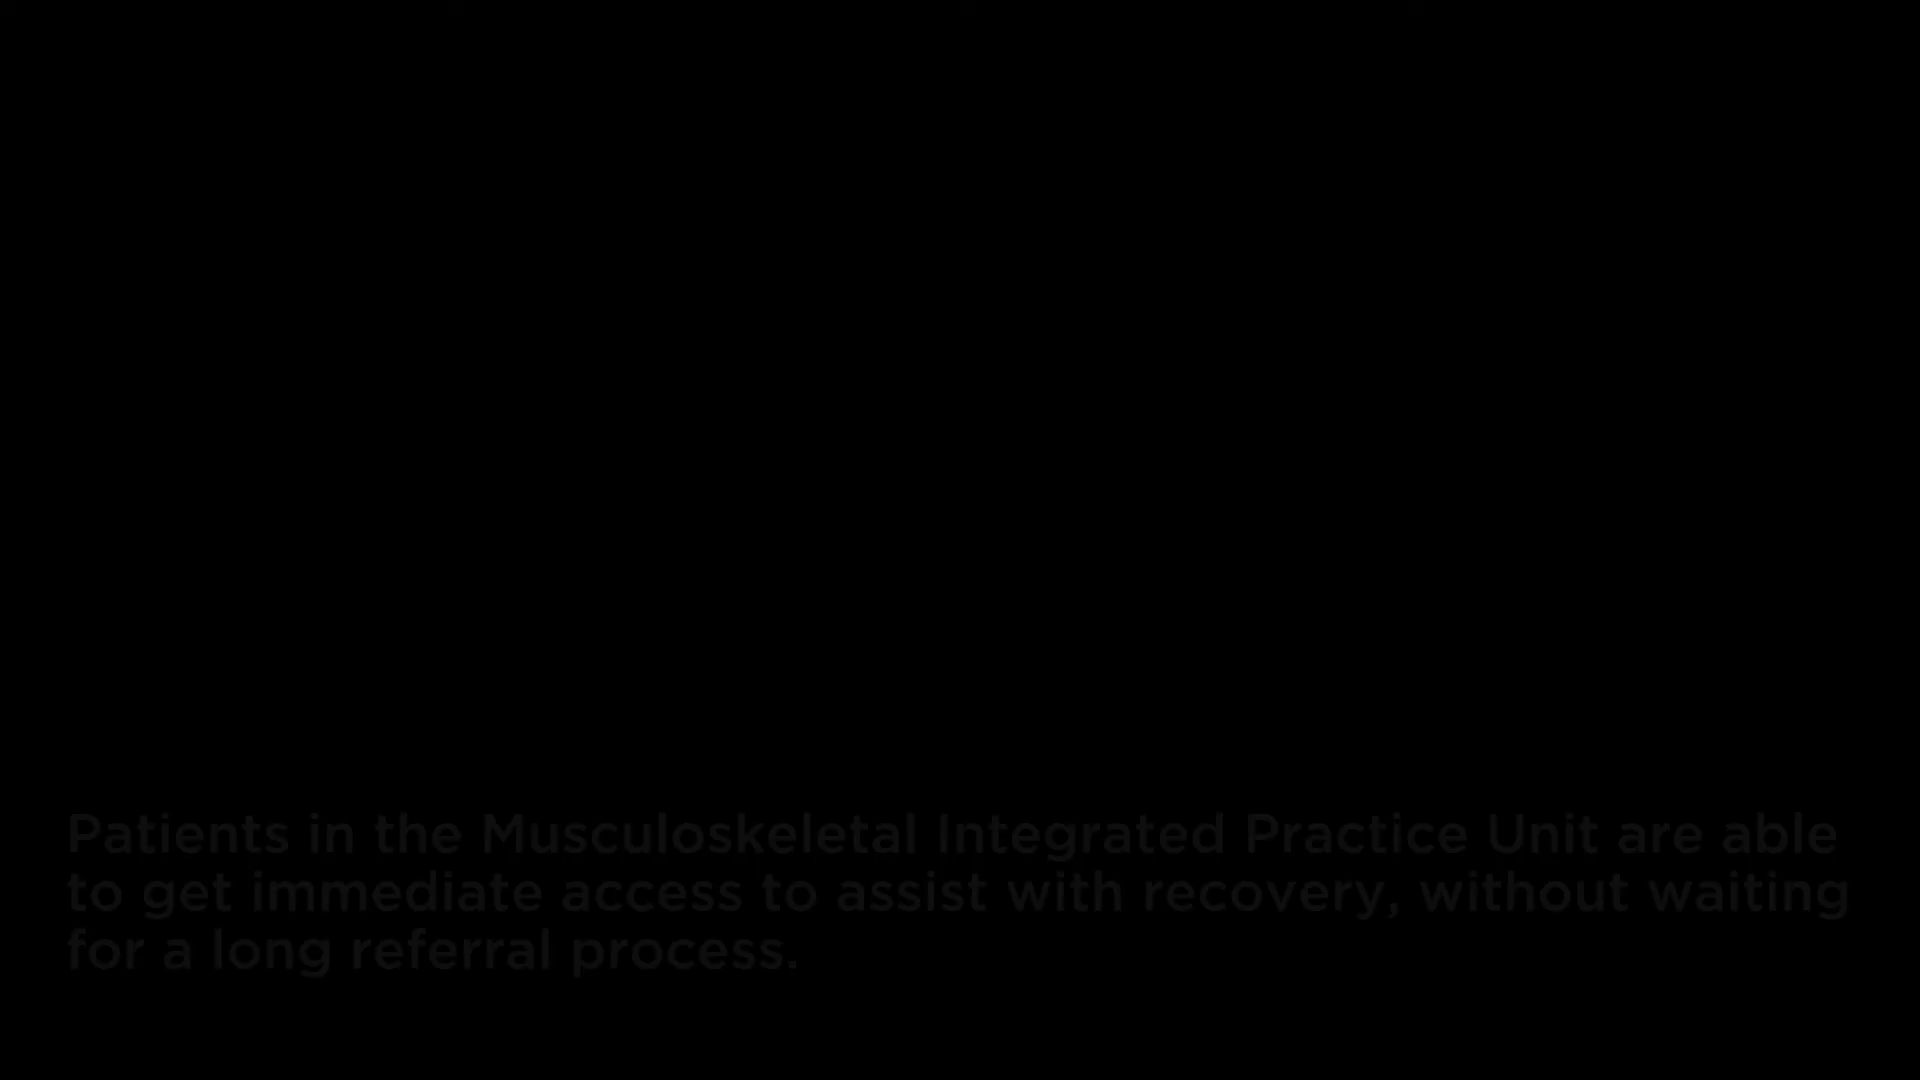 Patients in the Musculoskeletal Integrated Practice Unit are able
to get immediate access to assist with recovery, without waiting
for a long referral process.